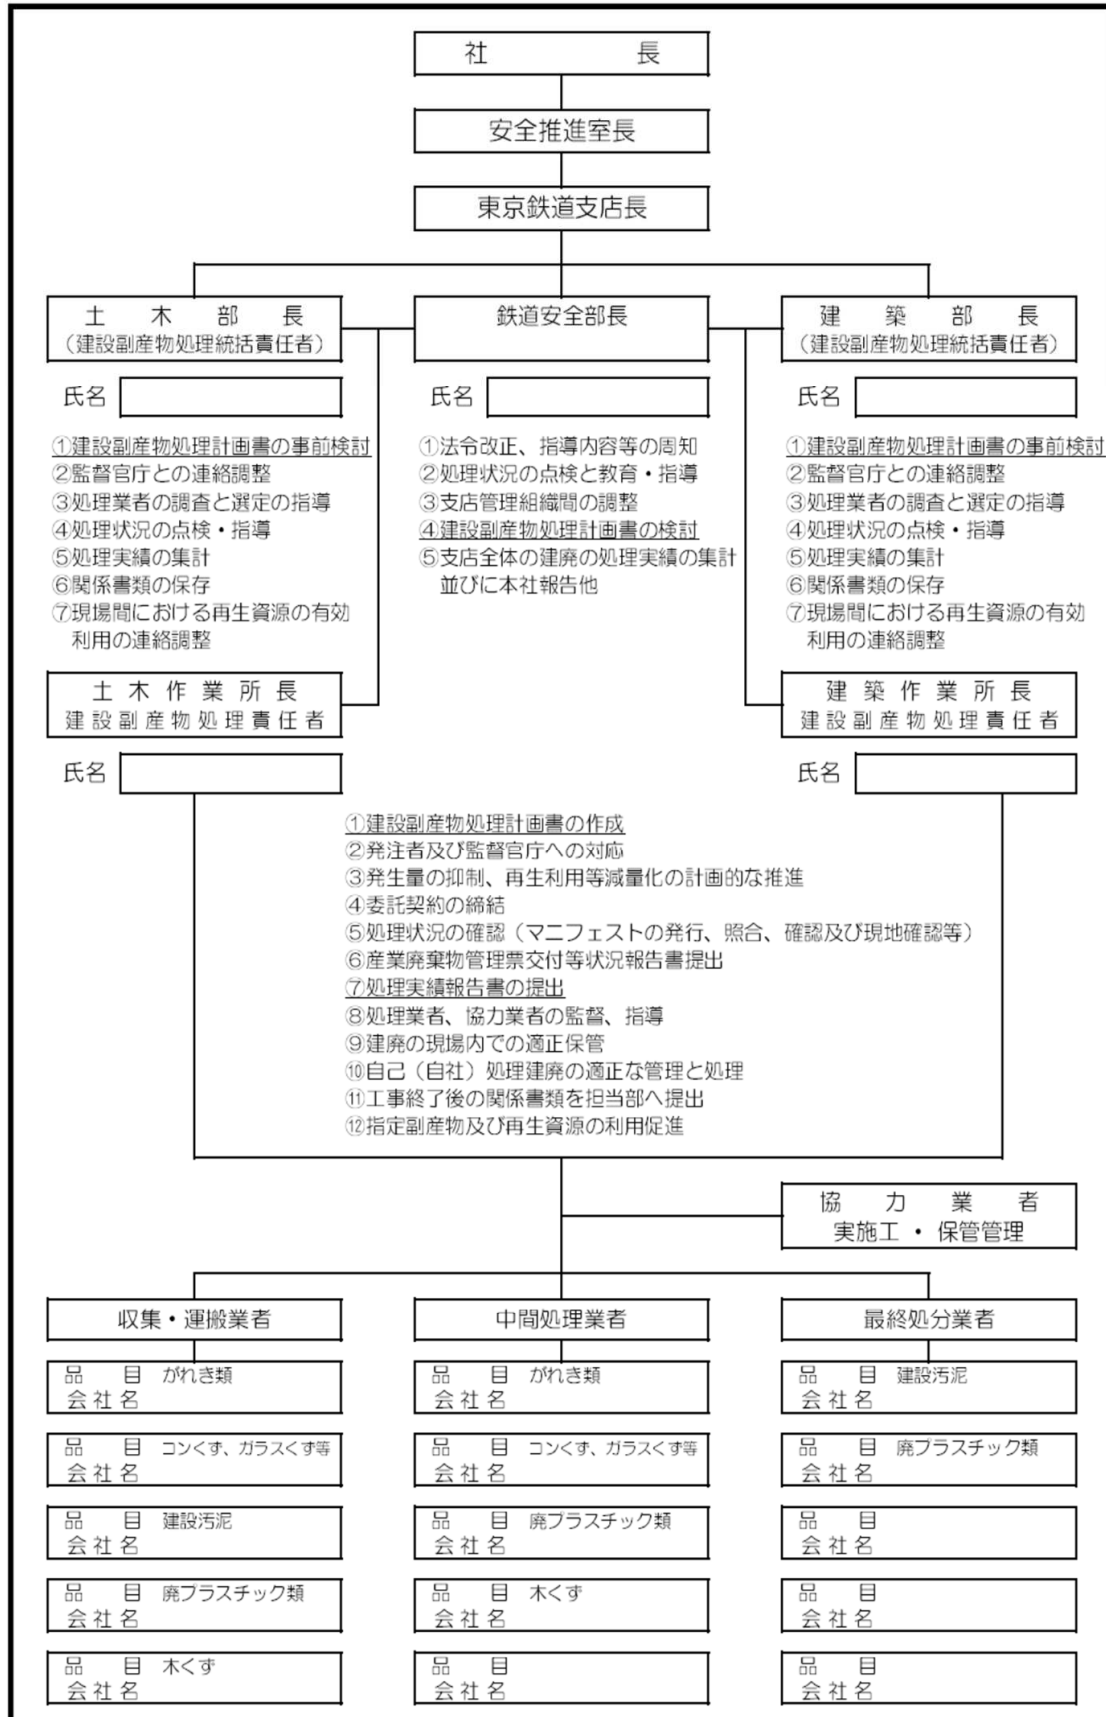 社長
安全推進室長
東京鉄道支店長
土木部長
（建設副産物処理統括責任者）
氏名
①建設副産物処理計画書の事前検討
②監督官庁との連絡調整
③処理業者の調査と選定の指導
④処理状況の点検・指導
⑤処理実績の集計
⑥関係書類の保存
⑦現場間における再生資源の有効
利用の連絡調整
鉄道安全部長
氏名
①法令改正、指導内容等の周知
②処理状況の点検と教育・指導
③支店管理組織間の調整
④建設副産物処理計画書の検討
⑤支店全体の建廃の処理実績の集計
並びに本社報告他
建築部長
（建設副産物処理統括責任者）
氏名
①建設副産物処理計画書の事前検討
②監督官庁との連絡調整
③処理業者の調査と選定の指導
④処理状況の点検・指導
⑤処理実績の集計
⑥関係書類の保存
⑦現場間における再生資源の有効
利用の連絡調整
土木作業所長
建設副産物処理責任者
氏名
建築作業所長
建設副産物処理責任者
氏名
①建設副産物処理計画書の作成
②発注者及び監督官庁への対応
③発生量の抑制、再生利用等減量化の計画的な推進
④委託契約の締結
⑤処理状況の確認（マニフェストの発行、照合、確認及び現地確認等）
⑥産業廃棄物管理票交付等状況報告書提出
⑦処理実績報告書の提出
⑧処理業者、協力業者の監督、指導
⑨建廃の現場内での適正保管
⑩自己（自社）処理建廃の適正な管理と処理
⑪工事終了後の関係書類を担当部へ提出
⑫指定副産物及び再生資源の利用促進
協力業者
実施工・保管管理
収集・運搬業者
品目 がれき類
会社名
品目 コンくず、ガラスくず等
会社名
品目 建設汚泥
会社名
品目 廃プラスチック類
会社名
品目 木くず
会社名
中間処理業者
品目 がれき類
会社名
品目 コンくず、ガラスくず等
会社名
品目 廃プラスチック類
会社名
品目 木くず
会社名
品目
会社名
最終処分業者
品目 建設汚泥
会社名
品目 廃プラスチック類
会社名
品目
会社名
品目
会社名
品目
会社名